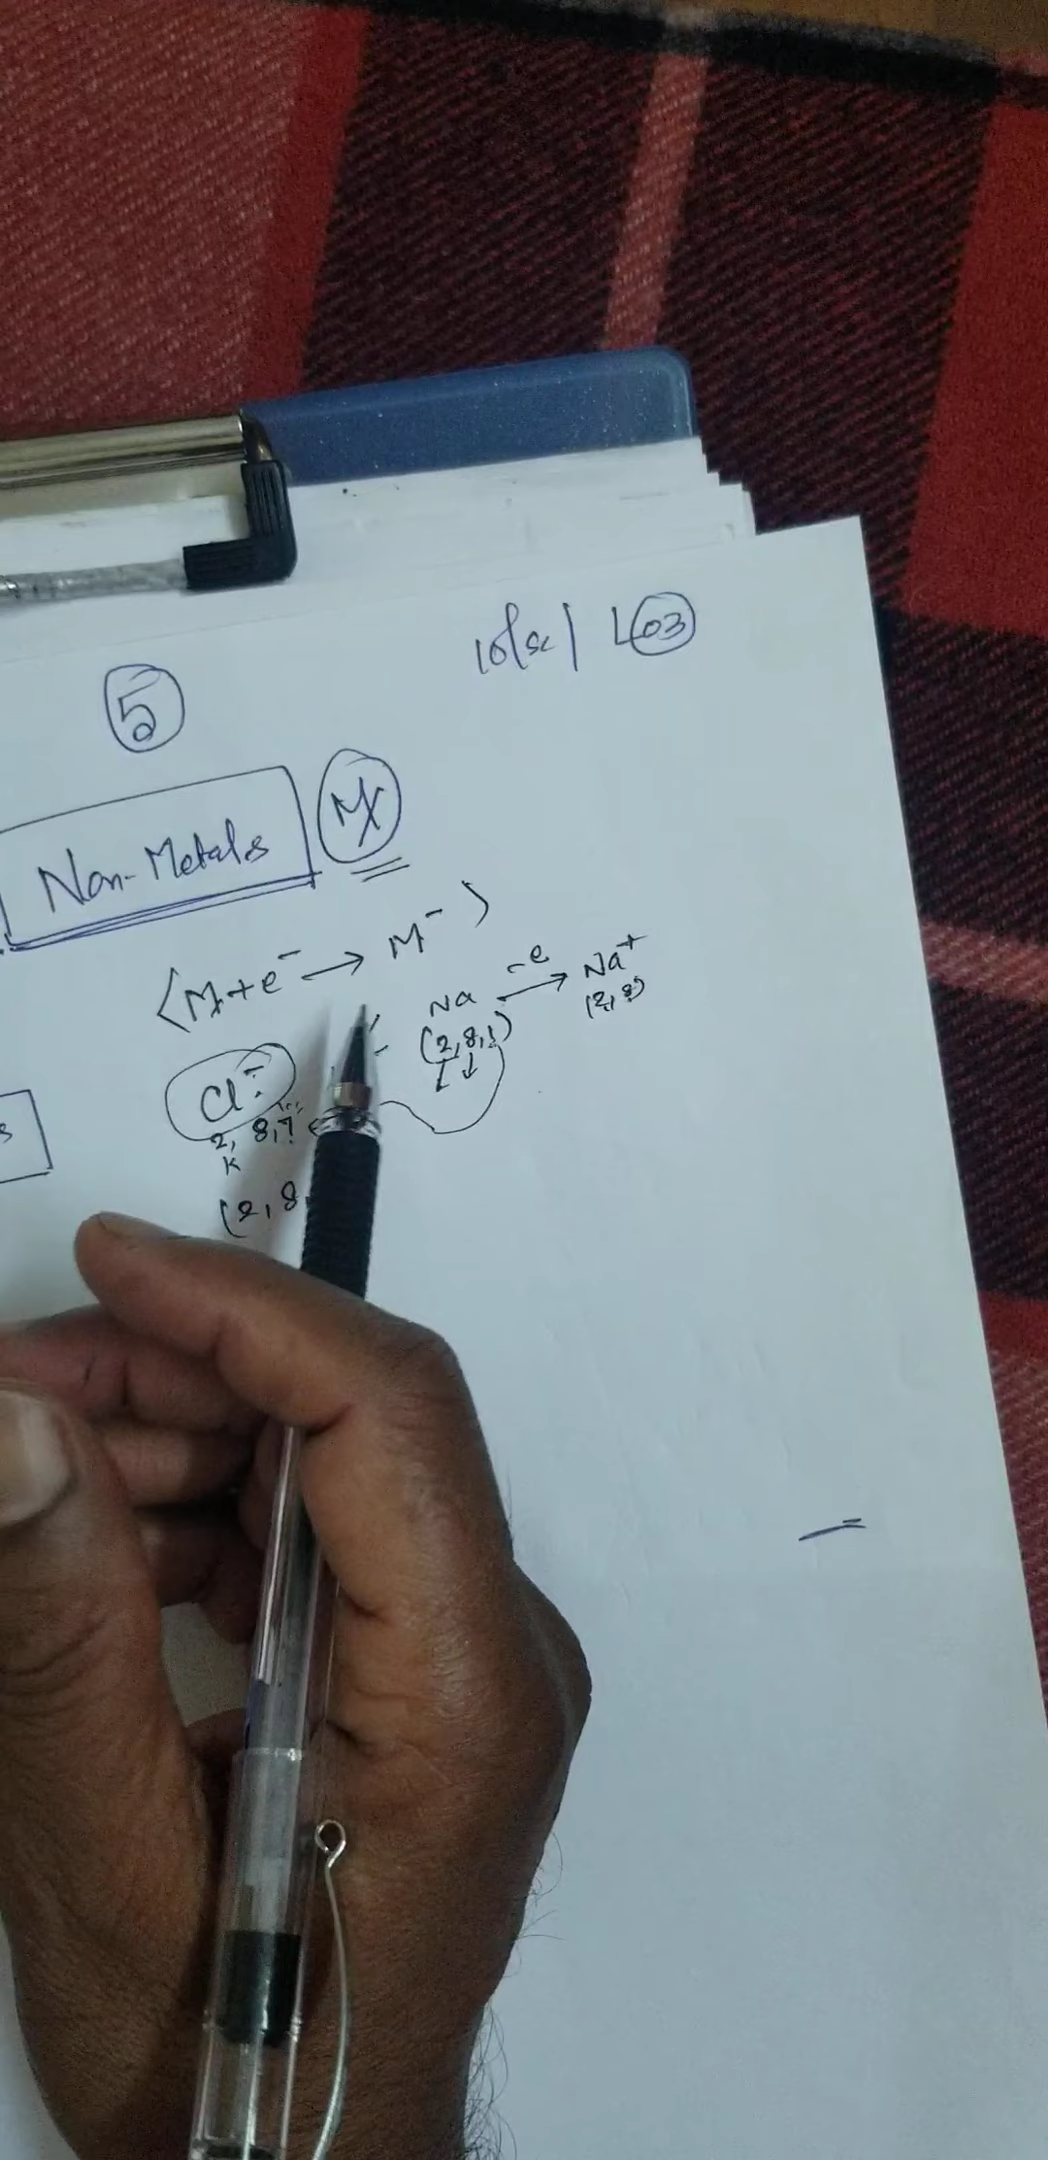 10/sc | L03
5
Non-Metals
M
⟨M+e⁻ → M⁻⟩
Na -e → Na⁺
(2,8,1) (2,8)
Cl⁻
2, 8,7
K
(2,8,
s